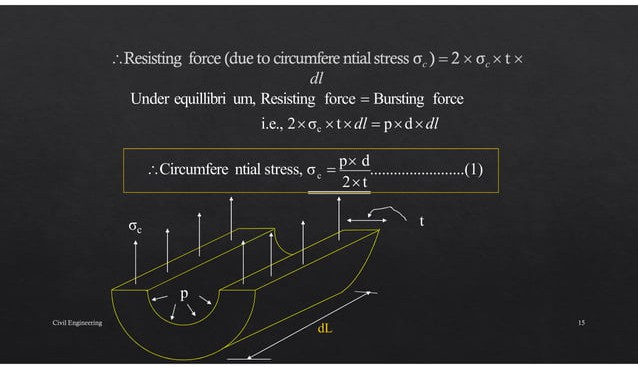 ∴Resisting force (due to circumfere ntial stress σc) = 2 × σc × t ×
dl
Under equillibri um, Resisting force = Bursting force
i.e., 2×σc ×t×dl = p×d×dl
∴Circumfere ntial stress, σc = p× d / 2×t ........................(1)
σc
t
p
dL
Civil Engineering
15